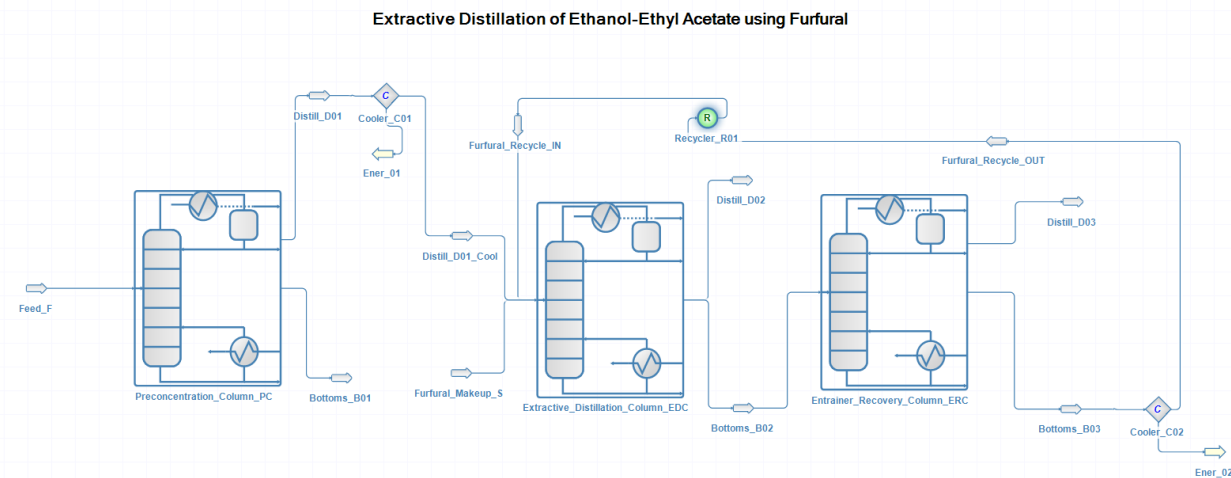 Extractive Distillation of Ethanol-Ethyl Acetate using Furfural
Distill_D01
C
Cooler_C01
Ener_01
Furfural_Recycle_IN
R
Recycler_R01
Furfural_Recycle_OUT
Distill_D02
Distill_D03
Distill_D01_Cool
Feed_F
Preconcentration_Column_PC
Bottoms_B01
Furfural_Makeup_S
Extractive_Distillation_Column_EDC
Bottoms_B02
Entrainer_Recovery_Column_ERC
Bottoms_B03
C
Cooler_C02
Ener_02